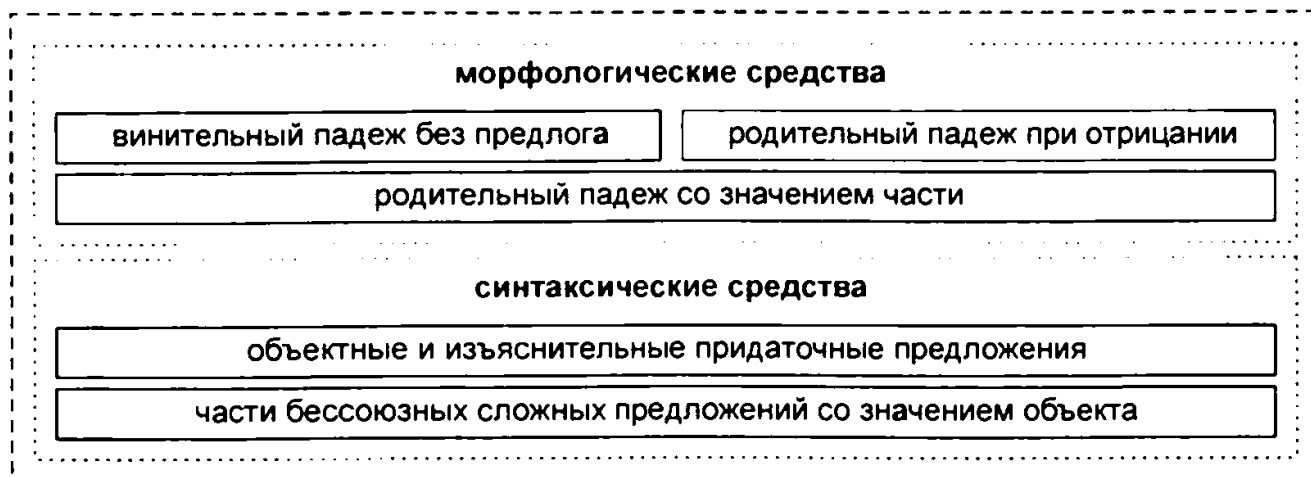 морфологические средства
винительный падеж без предлога
родительный падеж при отрицании
родительный падеж со значением части
синтаксические средства
объектные и изъяснительные придаточные предложения
части бессоюзных сложных предложений со значением объекта